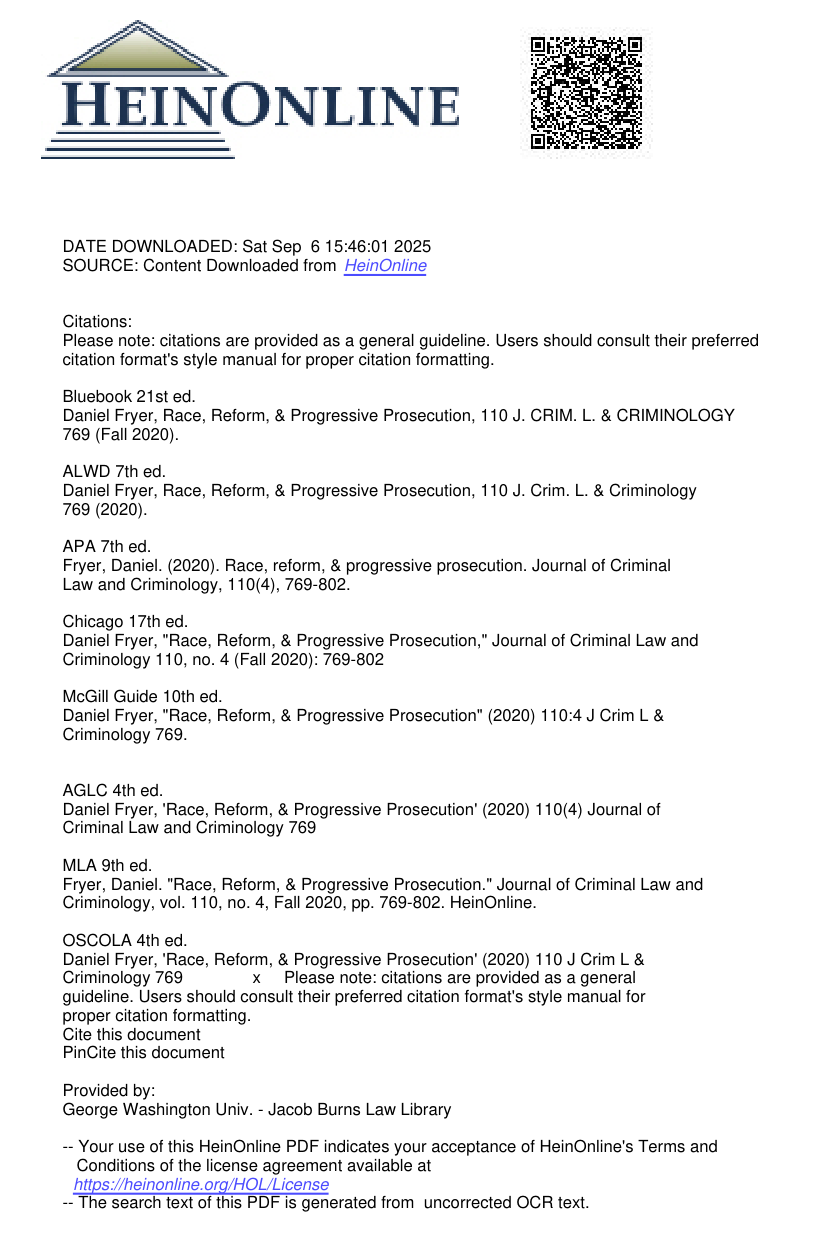 HEINONLINE
DATE DOWNLOADED: Sat Sep  6 15:46:01 2025
SOURCE: Content Downloaded from HeinOnline
Citations:
Please note: citations are provided as a general guideline. Users should consult their preferred
citation format's style manual for proper citation formatting.
Bluebook 21st ed.
Daniel Fryer, Race, Reform, & Progressive Prosecution, 110 J. CRIM. L. & CRIMINOLOGY
769 (Fall 2020).
ALWD 7th ed.
Daniel Fryer, Race, Reform, & Progressive Prosecution, 110 J. Crim. L. & Criminology
769 (2020).
APA 7th ed.
Fryer, Daniel. (2020). Race, reform, & progressive prosecution. Journal of Criminal
Law and Criminology, 110(4), 769-802.
Chicago 17th ed.
Daniel Fryer, "Race, Reform, & Progressive Prosecution," Journal of Criminal Law and
Criminology 110, no. 4 (Fall 2020): 769-802
McGill Guide 10th ed.
Daniel Fryer, "Race, Reform, & Progressive Prosecution" (2020) 110:4 J Crim L &
Criminology 769.
AGLC 4th ed.
Daniel Fryer, 'Race, Reform, & Progressive Prosecution' (2020) 110(4) Journal of
Criminal Law and Criminology 769
MLA 9th ed.
Fryer, Daniel. "Race, Reform, & Progressive Prosecution." Journal of Criminal Law and
Criminology, vol. 110, no. 4, Fall 2020, pp. 769-802. HeinOnline.
OSCOLA 4th ed.
Daniel Fryer, 'Race, Reform, & Progressive Prosecution' (2020) 110 J Crim L &
Criminology 769 x Please note: citations are provided as a general
guideline. Users should consult their preferred citation format's style manual for
proper citation formatting.
Cite this document
PinCite this document
Provided by:
George Washington Univ. - Jacob Burns Law Library
-- Your use of this HeinOnline PDF indicates your acceptance of HeinOnline's Terms and
Conditions of the license agreement available at
https://heinonline.org/HOL/License
-- The search text of this PDF is generated from  uncorrected OCR text.